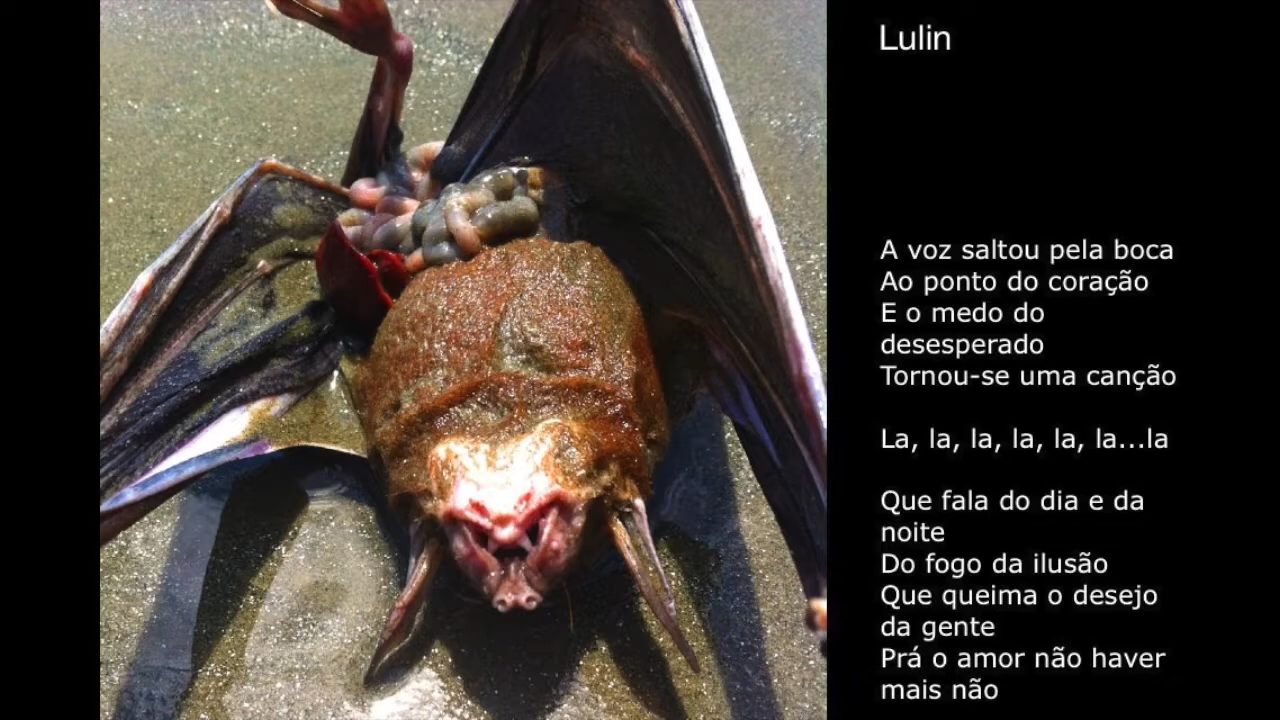 Lulin
A voz saltou pela boca
Ao ponto do coração
E o medo do
desesperado
Tornou-se uma canção
La, la, la, la, la, la...la
Que fala do dia e da
noite
Do fogo da ilusão
Que queima o desejo
da gente
Prá o amor não haver
mais não